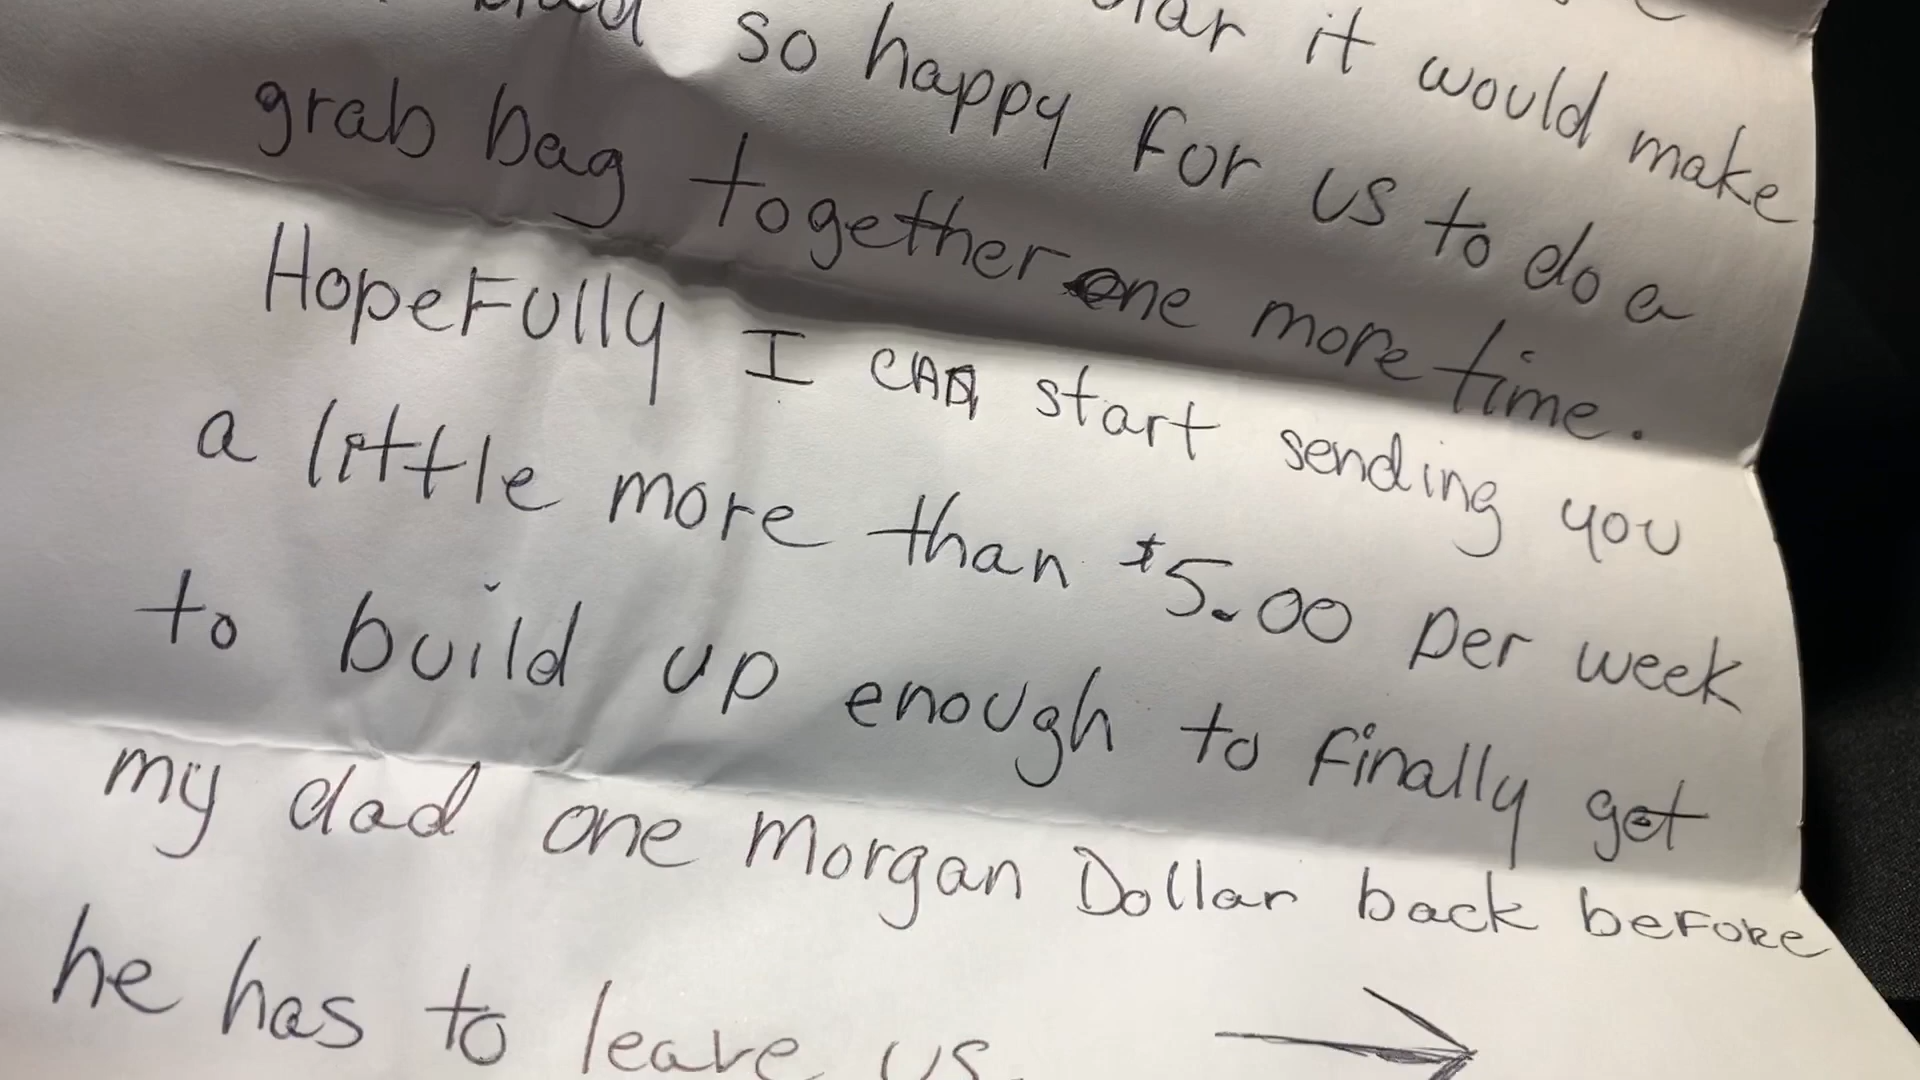 it would make
so happy for us to do a
grab bag together one more time.
Hopefully I can start sending you
a little more than $5.00 per week
to build up enough to finally get
my dad one Morgan Dollar back before
he has to leave us.